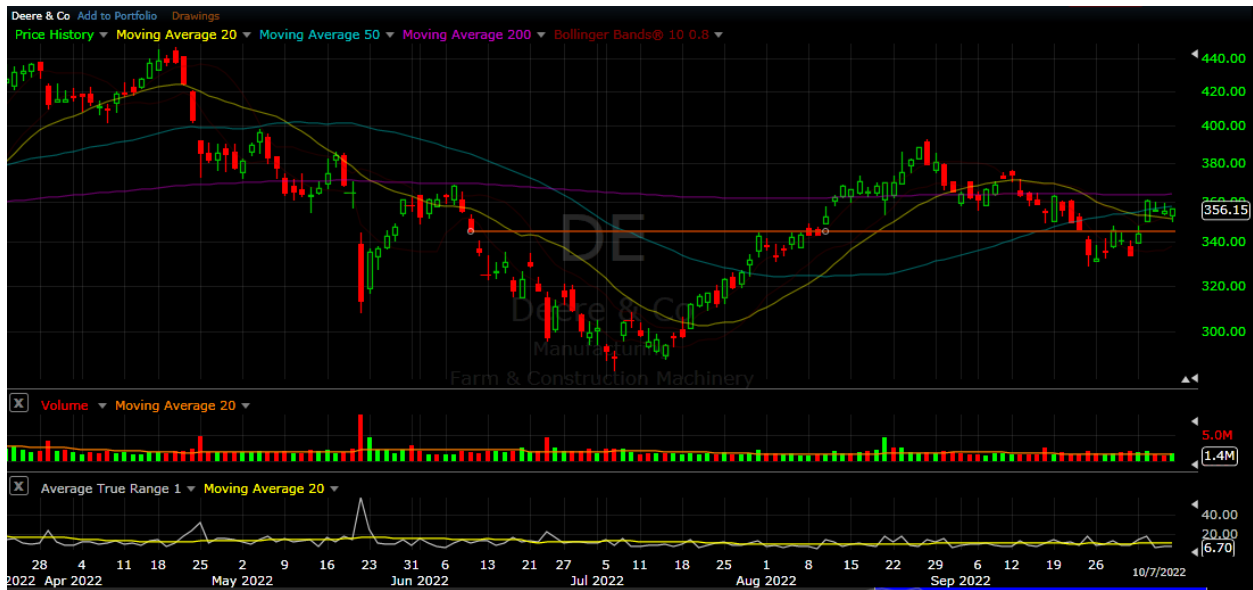 Deere & Co Add to Portfolio Drawings
Price History Moving Average 20 Moving Average 50 Moving Average 200 Bollinger Bands® 10 0.8
440.00
420.00
400.00
380.00
360.00
356.15
340.00
320.00
300.00
DE
Deere & Co
Manufacturing
Farm & Construction Machinery
X Volume Moving Average 20
5.0M
1.4M
X Average True Range 1 Moving Average 20
40.00
20.00
6.70
28 4 11 18 25 2 9 16 23 31 6 13 21 27 5 11 18 25 1 8 15 22 29 6 12 19 26
2022 Apr 2022 May 2022 Jun 2022 Jul 2022 Aug 2022 Sep 2022 10/7/2022